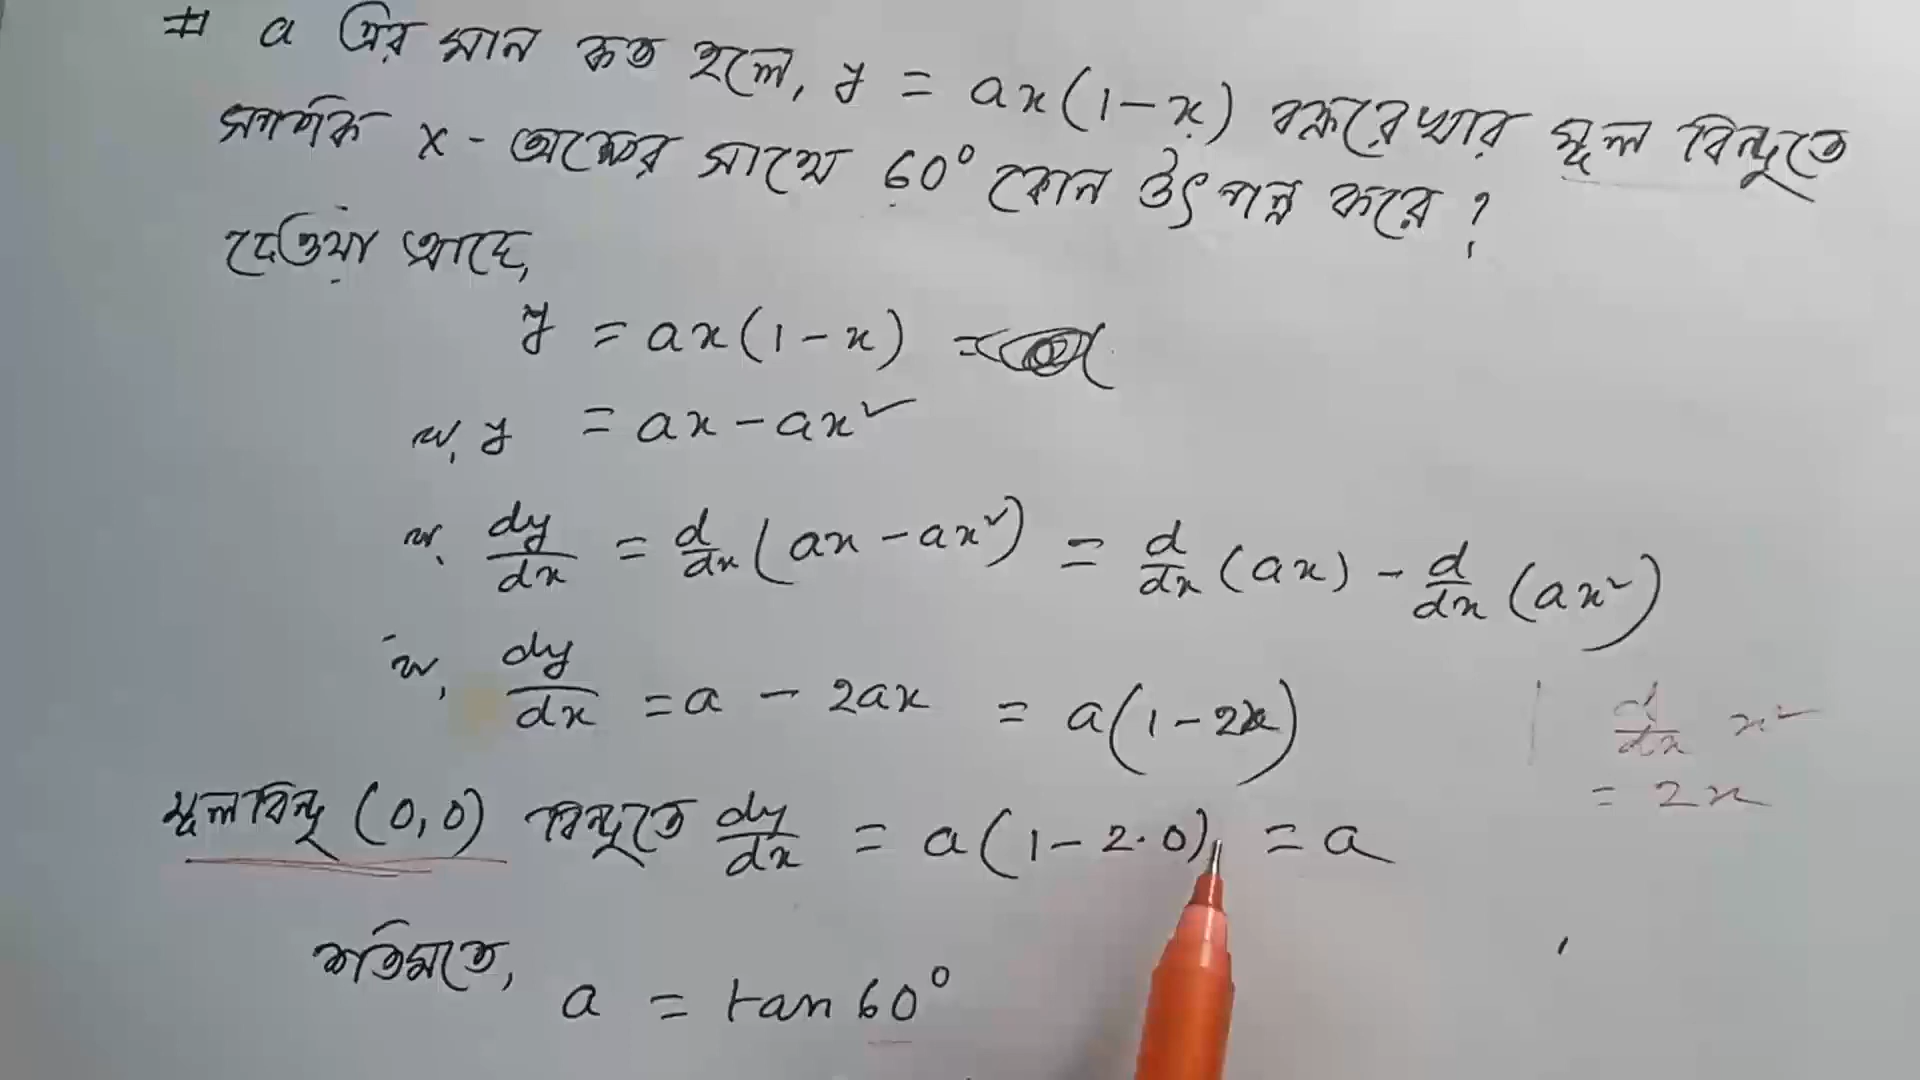 # a এর মান কত হলে, y = ax(1-x) বক্ররেখার মূল বিন্দুতে
স্পর্শক x-অক্ষের সাথে 60° কোন উৎপন্ন করে?
দেওয়া আছে,
y = ax(1-x) =
বা, y = ax - ax²
বা, dy/dx = d/dx (ax - ax²) = d/dx (ax) - d/dx (ax²)
বা, dy/dx = a - 2ax = a(1-2x)
d/dx x²
= 2x
মূলবিন্দু (0,0) বিন্দুতে dy/dx = a(1-2·0) = a
শর্তমতে, a = tan 60°